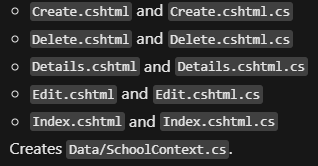 Create.cshtml and Create.cshtml.cs
Delete.cshtml and Delete.cshtml.cs
Details.cshtml and Details.cshtml.cs
Edit.cshtml and Edit.cshtml.cs
Index.cshtml and Index.cshtml.cs
Creates Data/SchoolContext.cs.